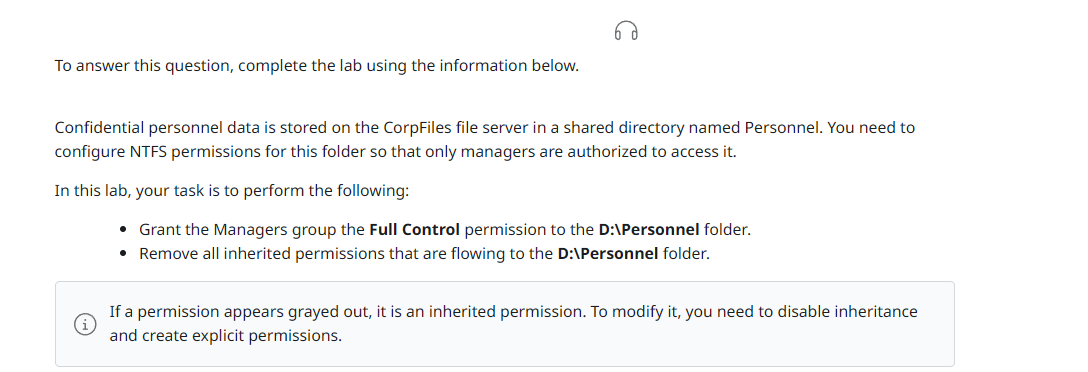 To answer this question, complete the lab using the information below.
Confidential personnel data is stored on the CorpFiles file server in a shared directory named Personnel. You need to
configure NTFS permissions for this folder so that only managers are authorized to access it.
In this lab, your task is to perform the following:
• Grant the Managers group the Full Control permission to the D:\Personnel folder.
• Remove all inherited permissions that are flowing to the D:\Personnel folder.
If a permission appears grayed out, it is an inherited permission. To modify it, you need to disable inheritance
and create explicit permissions.